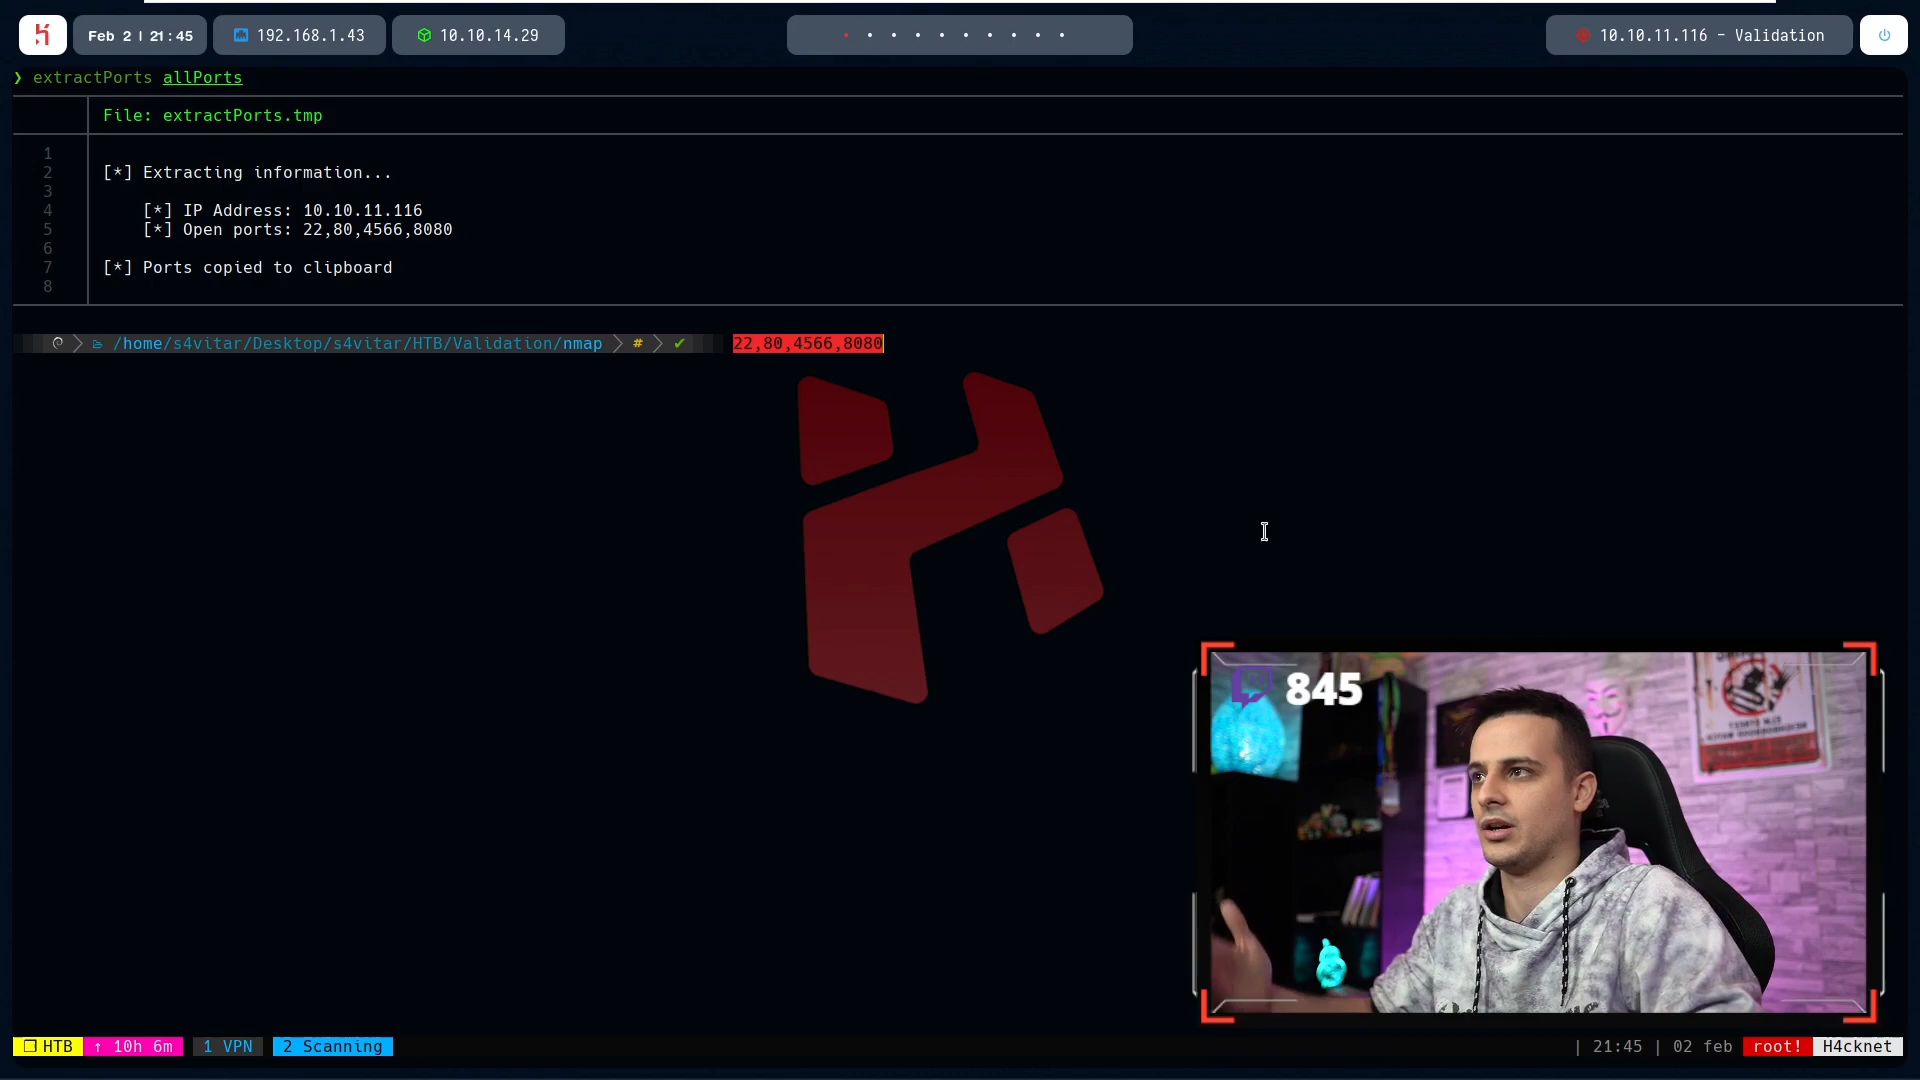 Feb 2 | 21:45
192.168.1.43
10.10.14.29
10.10.11.116 - Validation
❯ extractPorts allPorts
File: extractPorts.tmp
1
2 [*] Extracting information...
3
4 [*] IP Address: 10.10.11.116
5 [*] Open ports: 22,80,4566,8080
6
7 [*] Ports copied to clipboard
8
/home/s4vitar/Desktop/s4vitar/HTB/Validation/nmap # ✔ 22,80,4566,8080
845
❐ HTB ↑ 10h 6m 1 VPN 2 Scanning | 21:45 | 02 feb root! H4cknet